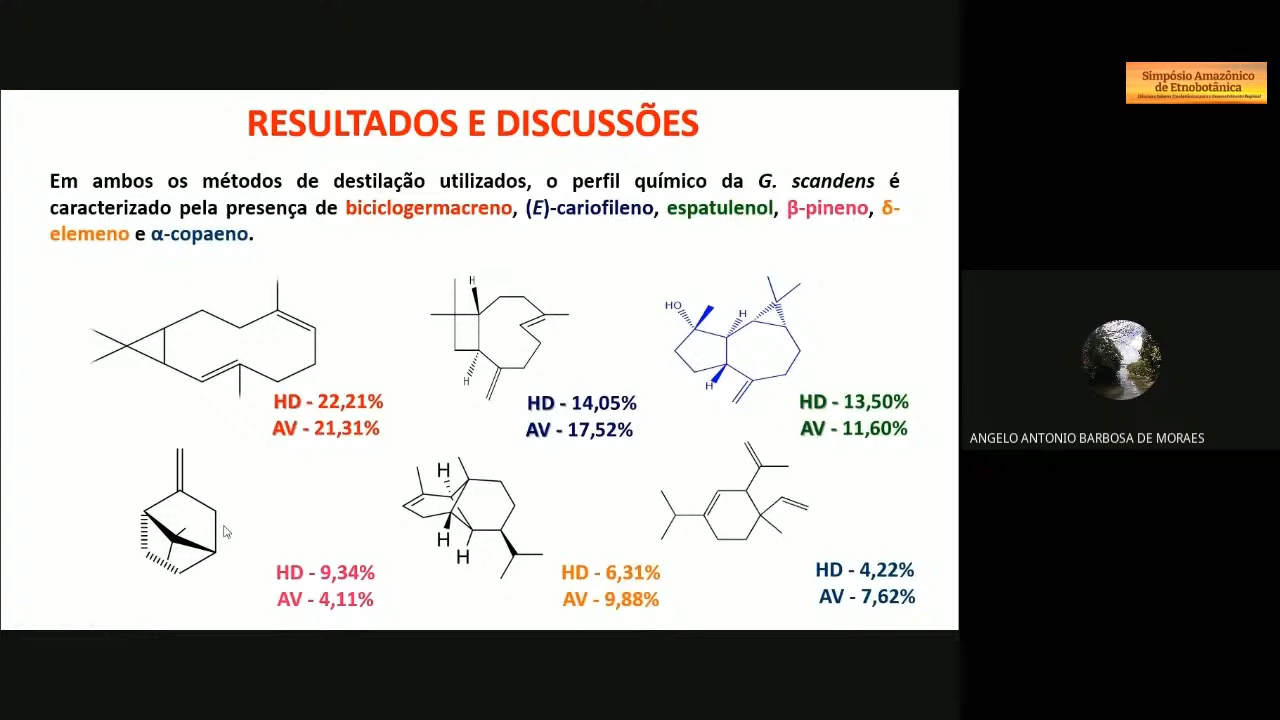 RESULTADOS E DISCUSSÕES
Em ambos os métodos de destilação utilizados, o perfil químico da G. scandens é
caracterizado pela presença de biciclogermacreno, (E)-cariofileno, espatulenol, β-pineno, δ-
elemeno e α-copaeno.
H
H
HO
H
H
HD - 22,21%
AV - 21,31%
HD - 14,05%
AV - 17,52%
HD - 13,50%
AV - 11,60%
H
H
H
HD - 9,34%
AV - 4,11%
HD - 6,31%
AV - 9,88%
HD - 4,22%
AV - 7,62%
Simpósio Amazônico
de Etnobotânica
ANGELO ANTONIO BARBOSA DE MORAES